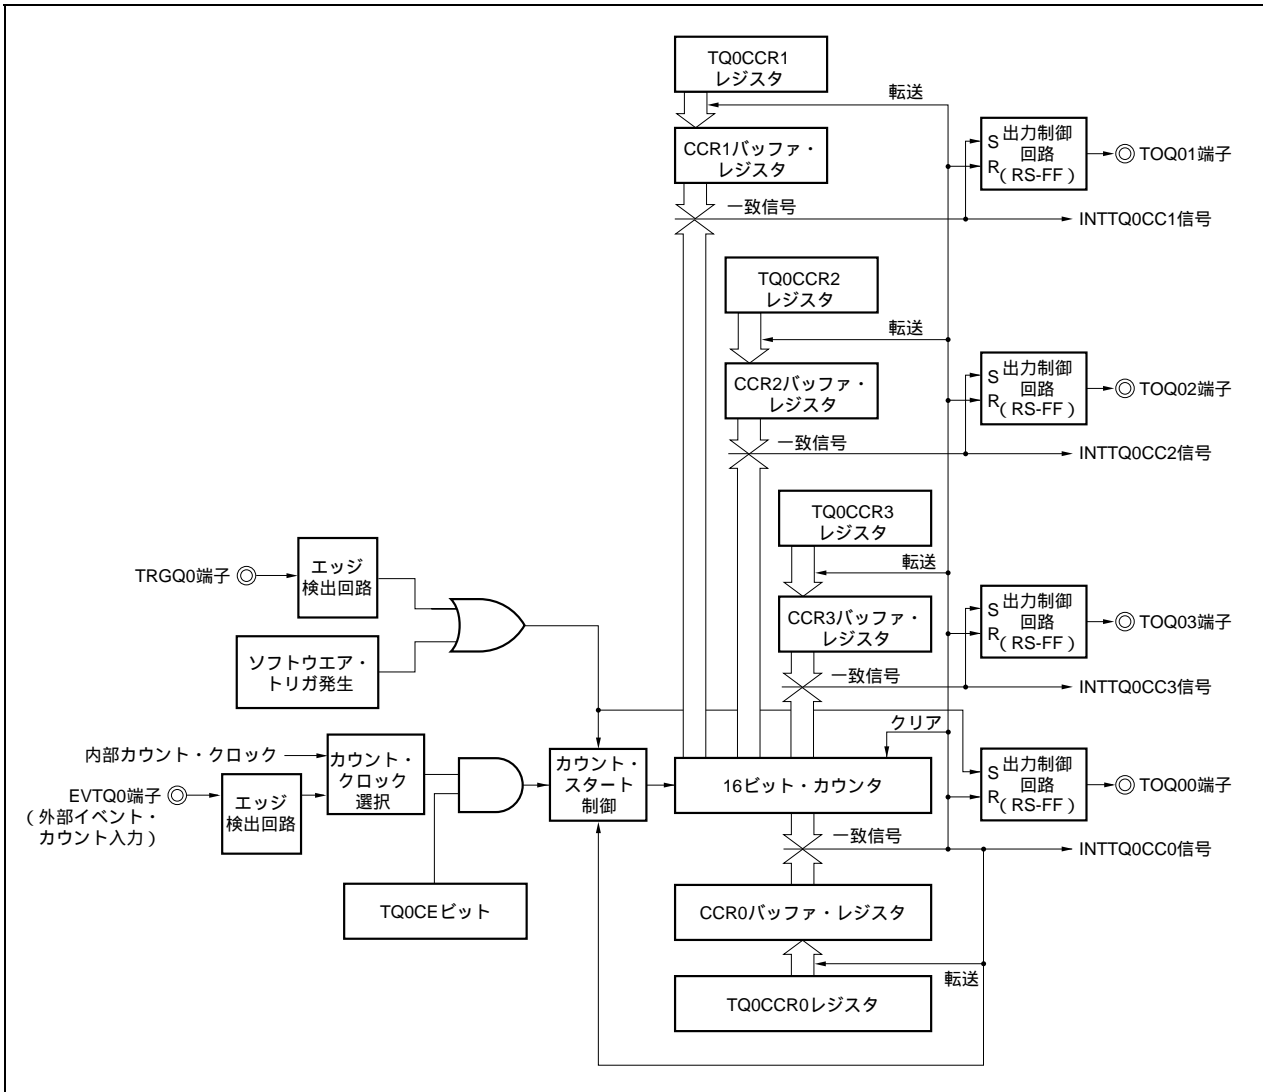 TQ0CCR1
レジスタ
転送
CCR1バッファ・
レジスタ
S 出力制御
回路
R(RS-FF)
TOQ01端子
一致信号
INTTQ0CC1信号
TQ0CCR2
レジスタ
転送
CCR2バッファ・
レジスタ
S 出力制御
回路
R(RS-FF)
TOQ02端子
一致信号
INTTQ0CC2信号
TQ0CCR3
レジスタ
転送
TRGQ0端子
エッジ
検出回路
CCR3バッファ・
レジスタ
S 出力制御
回路
R(RS-FF)
TOQ03端子
ソフトウエア・
トリガ発生
一致信号
INTTQ0CC3信号
クリア
内部カウント・クロック
カウント・
クロック
選択
EVTQ0端子
(外部イベント・
カウント入力)
エッジ
検出回路
カウント・
スタート
制御
16ビット・カウンタ
S 出力制御
回路
R(RS-FF)
TOQ00端子
一致信号
INTTQ0CC0信号
TQ0CEビット
CCR0バッファ・レジスタ
転送
TQ0CCR0レジスタ